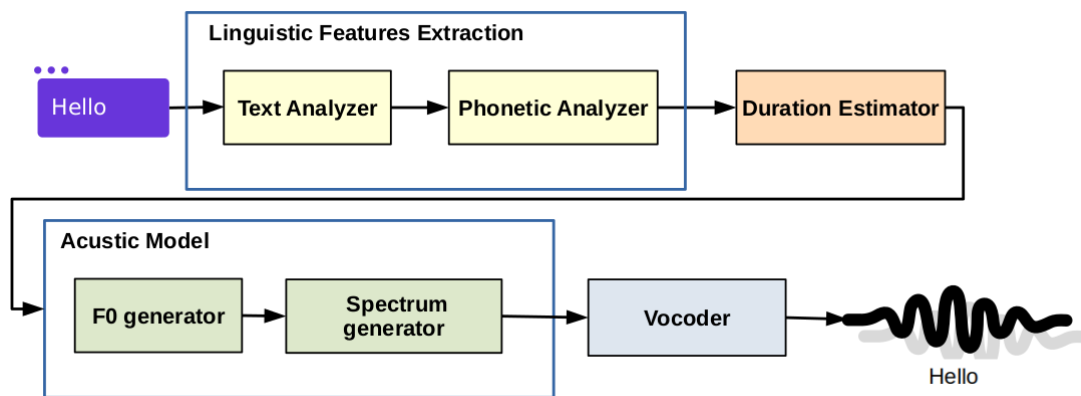 Linguistic Features Extraction
Hello
Text Analyzer
Phonetic Analyzer
Duration Estimator
Acustic Model
F0 generator
Spectrum
generator
Vocoder
Hello